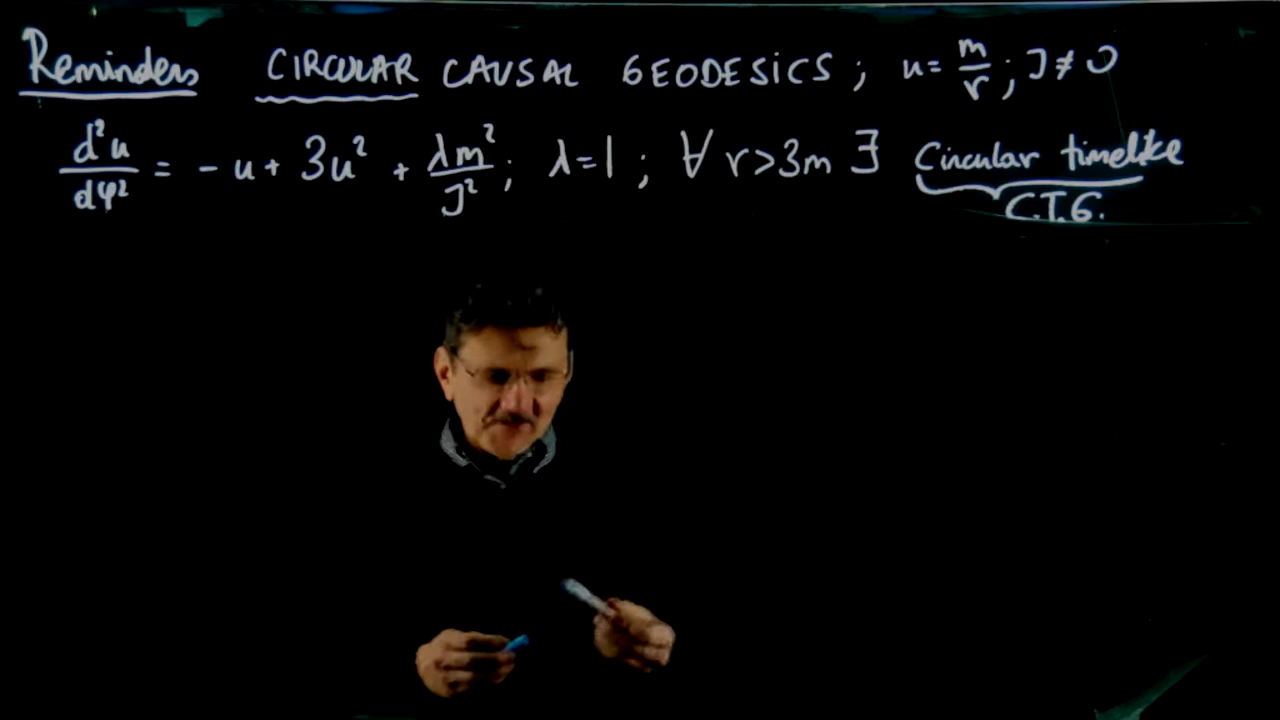 Reminders CIRCULAR CAUSAL GEODESICS ; u = m/r ; J ≠ 0
d²u/dφ² = - u + 3u² + λm²/J² ; λ=1 ; ∀ r>3m ∃ Circular timelike
C.T.G.